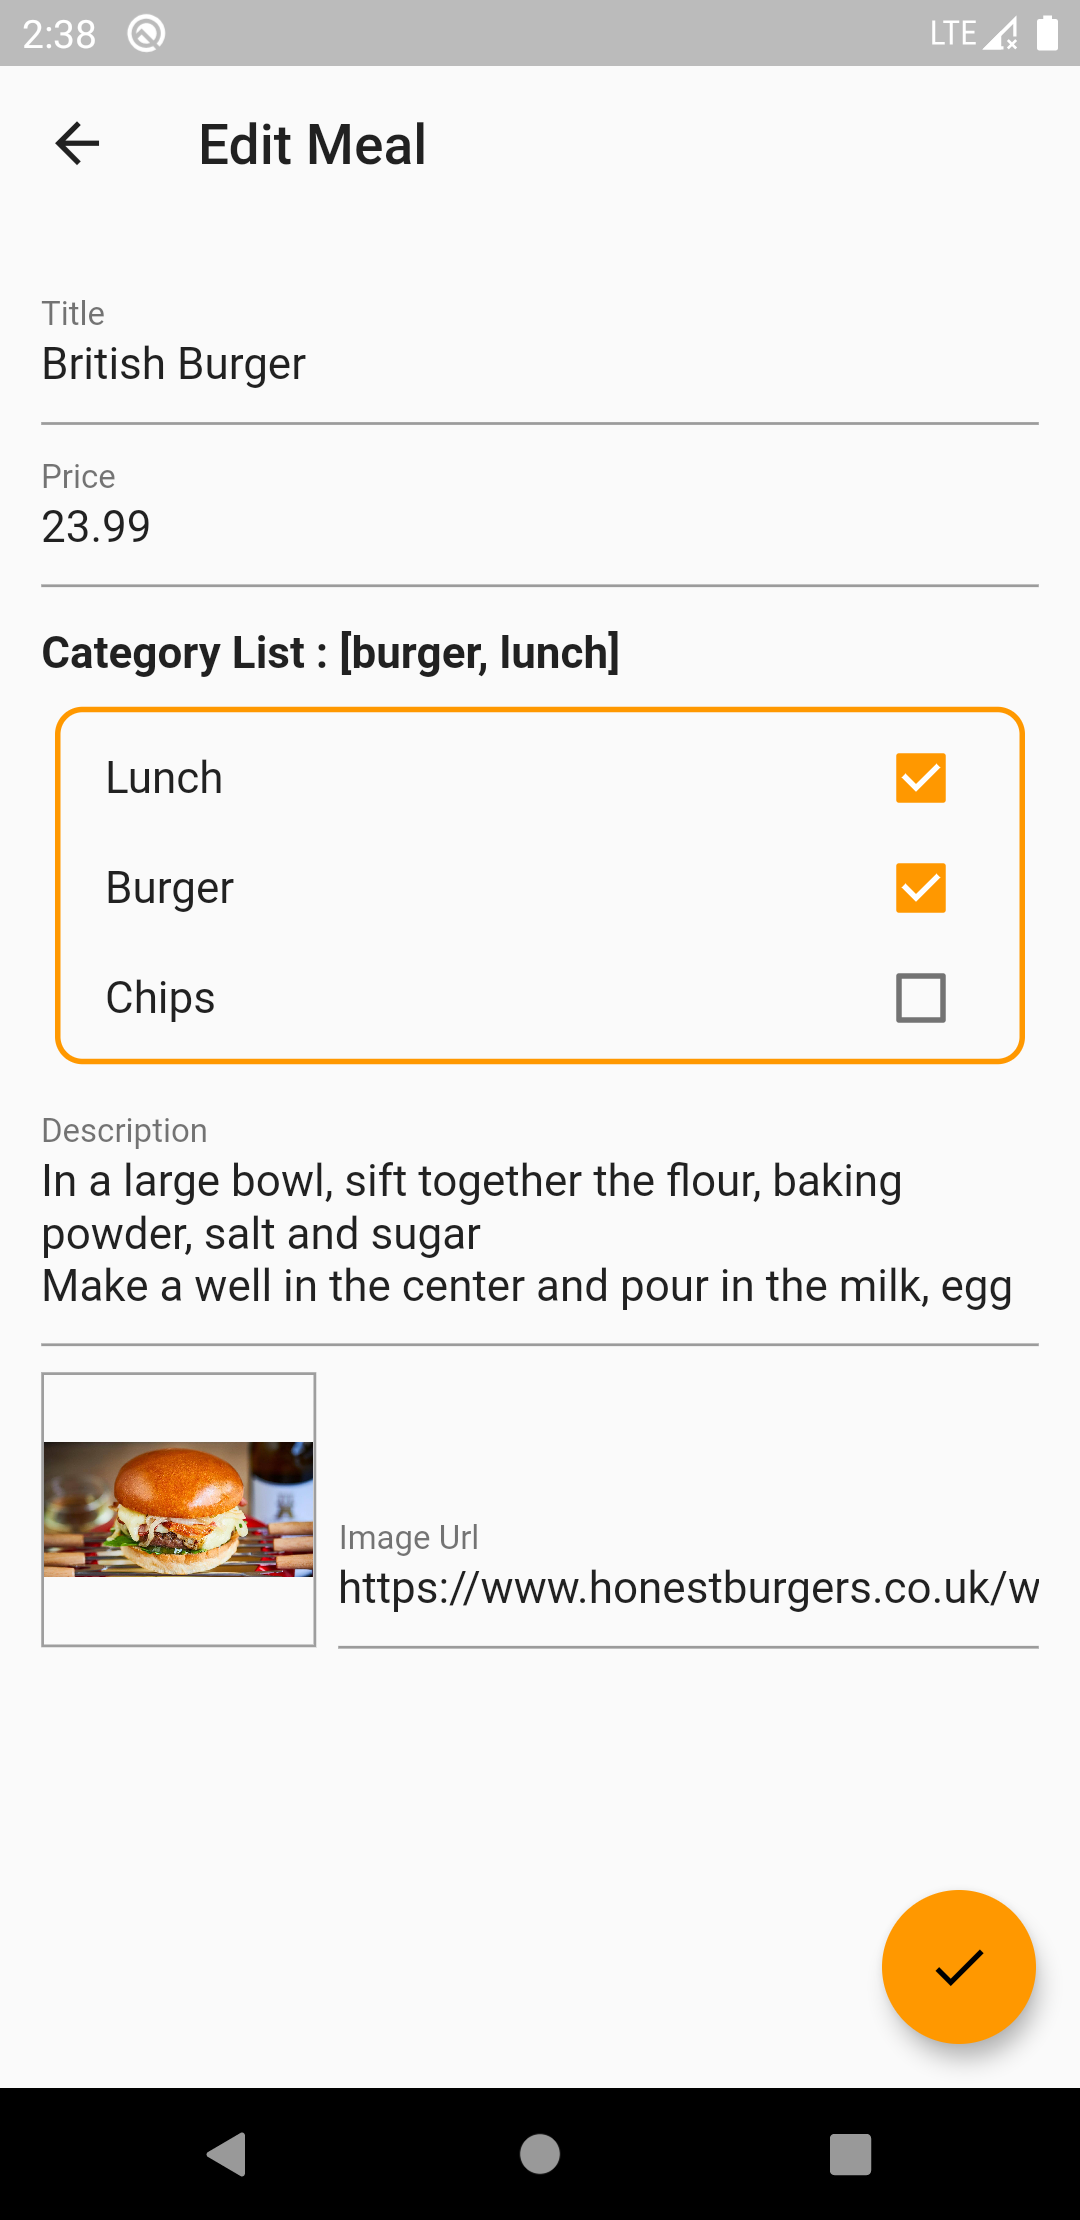 2:38
LTE
Edit Meal
Title
British Burger
Price
23.99
Category List : [burger, lunch]
Lunch
Burger
Chips
Description
In a large bowl, sift together the flour, baking
powder, salt and sugar
Make a well in the center and pour in the milk, egg
Image Url
https://www.honestburgers.co.uk/w